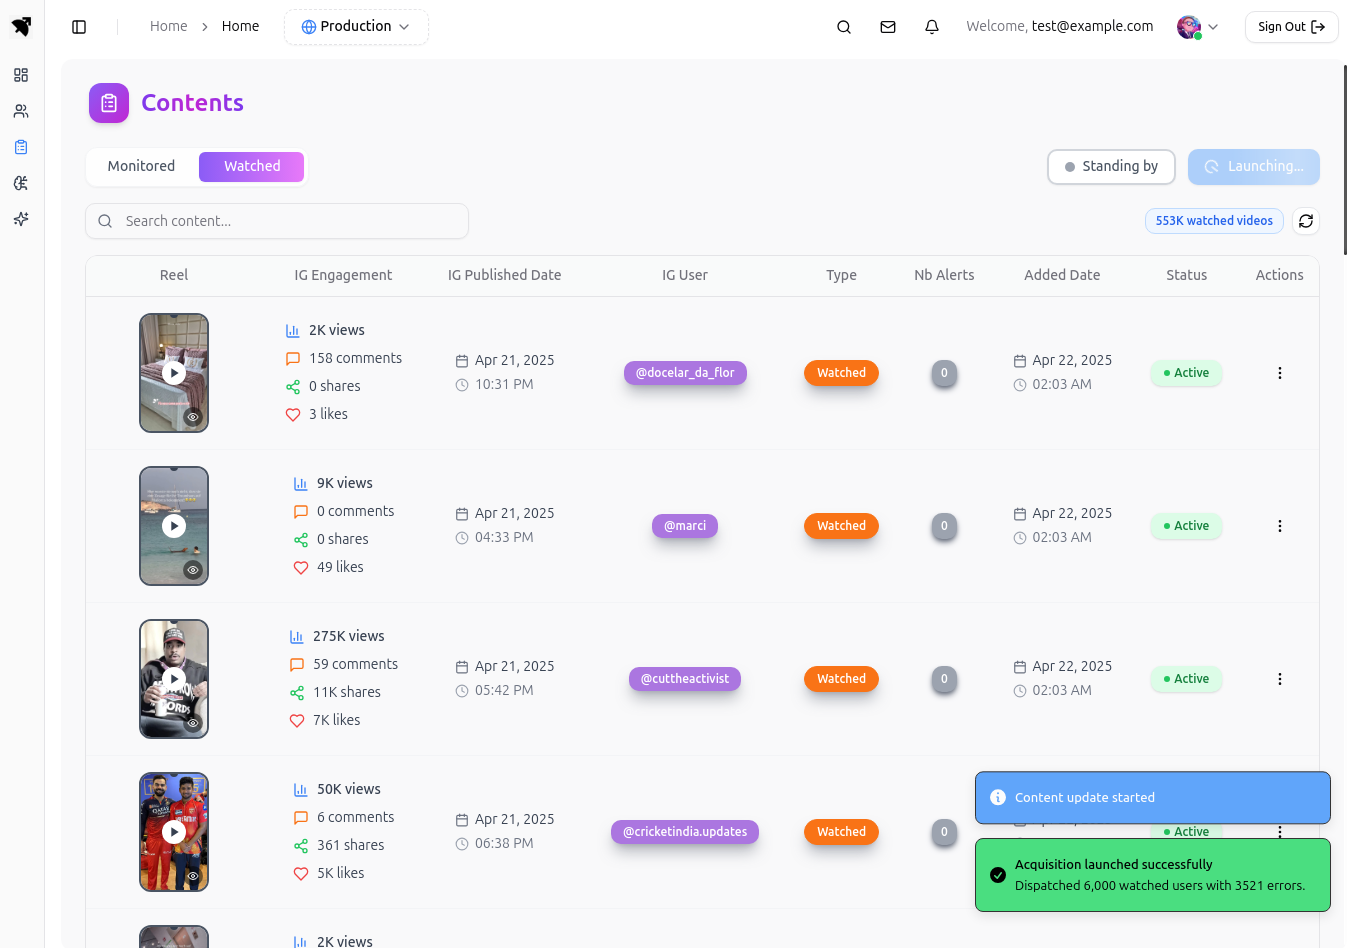 Home > Home
Production
Welcome, test@example.com
Sign Out
Contents
Monitored
Watched
Standing by
Launching...
Search content...
553K watched videos
Reel
IG Engagement
IG Published Date
IG User
Type
Nb Alerts
Added Date
Status
Actions
2K views
158 comments
0 shares
3 likes
Apr 21, 2025
10:31 PM
@docelar_da_flor
Watched
0
Apr 22, 2025
02:03 AM
Active
9K views
0 comments
0 shares
49 likes
Apr 21, 2025
04:33 PM
@marci
Watched
0
Apr 22, 2025
02:03 AM
Active
275K views
59 comments
11K shares
7K likes
Apr 21, 2025
05:42 PM
@cuttheactivist
Watched
0
Apr 22, 2025
02:03 AM
Active
50K views
6 comments
361 shares
5K likes
Apr 21, 2025
06:38 PM
@cricketindia.updates
Watched
0
Active
2K views
Content update started
Acquisition launched successfully
Dispatched 6,000 watched users with 3521 errors.